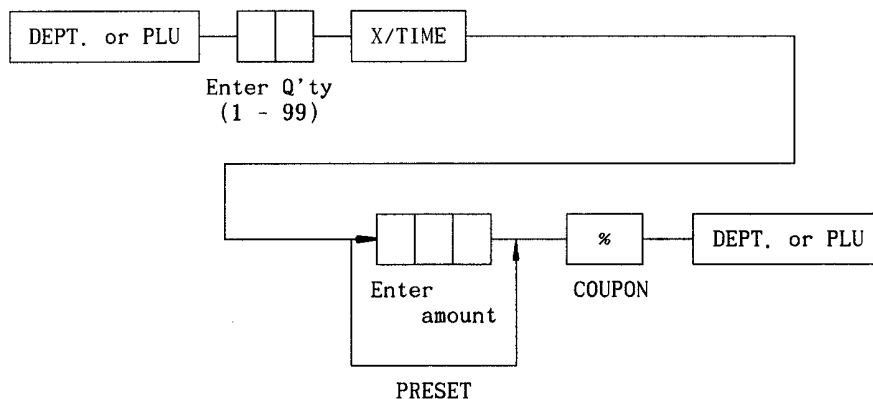 DEPT. or PLU
X/TIME
Enter Q'ty
(1 - 99)
%
DEPT. or PLU
Enter
amount
COUPON
PRESET